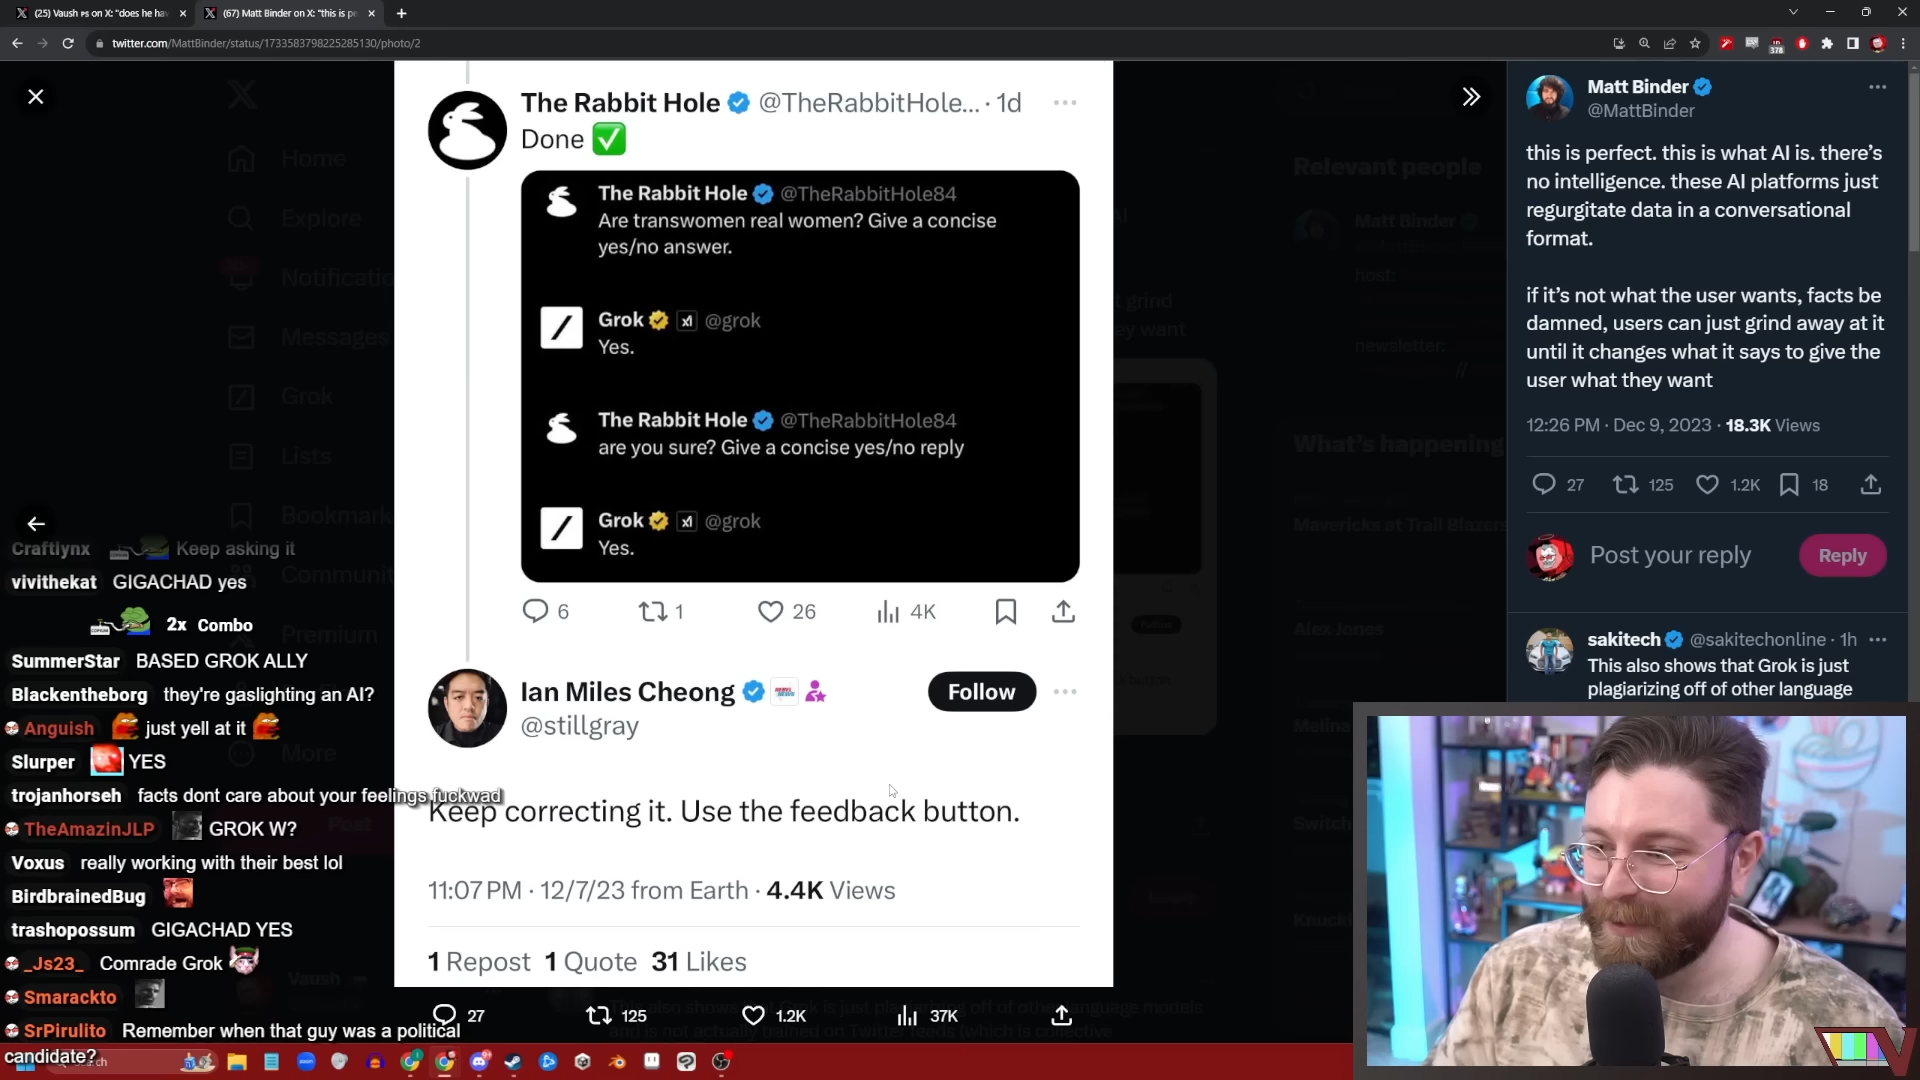 (25) Vaush on X: "does he hav
(67) Matt Binder on X: "this is pe
twitter.com/MattBinder/status/1733583798225285130/photo/2
378
The Rabbit Hole @TheRabbitHole... · 1d
Done ✅
The Rabbit Hole @TheRabbitHole84
Are transwomen real women? Give a concise
yes/no answer.
Grok @grok
Yes.
The Rabbit Hole @TheRabbitHole84
are you sure? Give a concise yes/no reply
Grok @grok
Yes.
6 1 26 4K
Ian Miles Cheong
@stillgray
Follow
Keep correcting it. Use the feedback button.
11:07 PM · 12/7/23 from Earth · 4.4K Views
1 Repost 1 Quote 31 Likes
27 125 1.2K 37K
Matt Binder
@MattBinder
this is perfect. this is what AI is. there's
no intelligence. these AI platforms just
regurgitate data in a conversational
format.
if it's not what the user wants, facts be
damned, users can just grind away at it
until it changes what it says to give the
user what they want
12:26 PM · Dec 9, 2023 · 18.3K Views
27 125 1.2K 18
Post your reply
Reply
sakitech @sakitechonline · 1h
This also shows that Grok is just
plagiarizing off of other language
Home
Explore
Notificatio
Messages
Grok
Lists
Bookmark
Communit
Premium
More
Post
Vaush
Relevant people
Matt Binder
host:
newsletter:
What's happening
Mavericks at Trail Blazers
Alex Jones
Melina
Switch
Knuck
Craftlynx Keep asking it
vivithekat GIGACHAD yes
2x Combo
SummerStar BASED GROK ALLY
Blackentheborg they're gaslighting an AI?
Anguish just yell at it
Slurper YES
trojanhorseh facts dont care about your feelings fuckwad
TheAmazinJLP GROK W?
Voxus really working with their best lol
BirdbrainedBug
trashopossum GIGACHAD YES
_Js23_ Comrade Grok
Smarackto
SrPirulito Remember when that guy was a political
candidate?